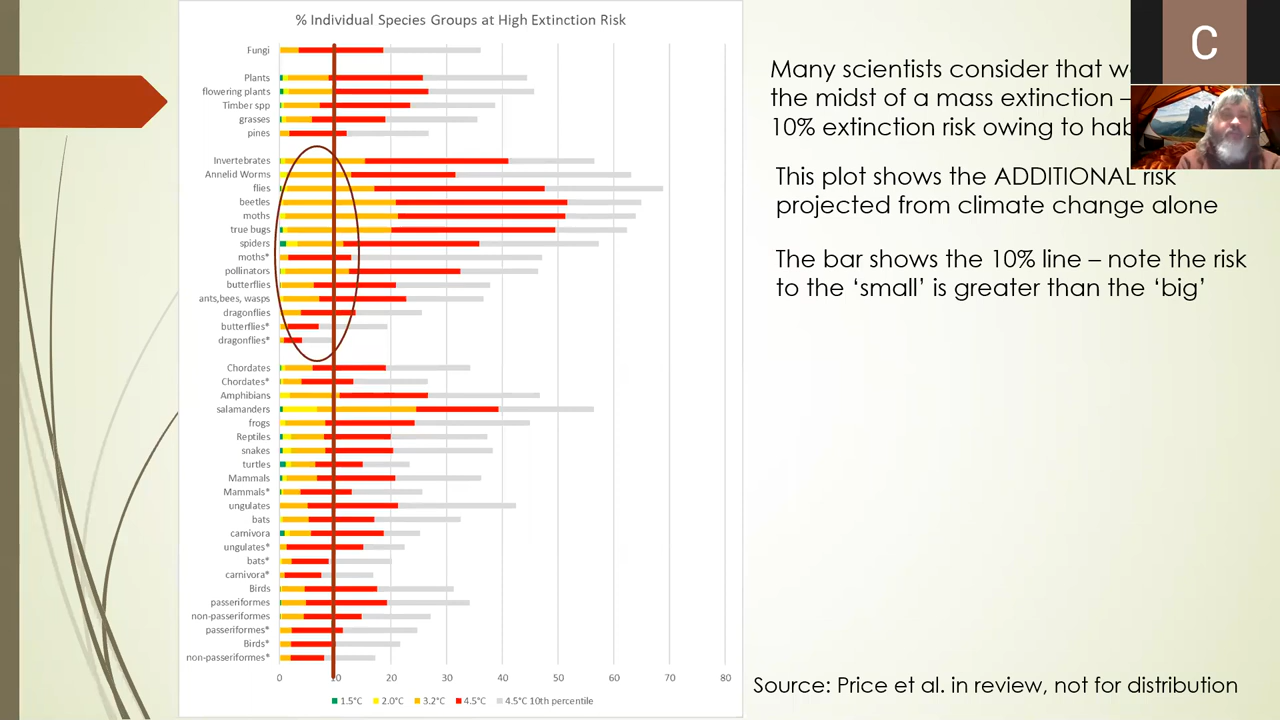 % Individual Species Groups at High Extinction Risk
Fungi
Plants
flowering plants
Timber spp
grasses
pines
Invertebrates
Annelid Worms
flies
beetles
moths
true bugs
spiders
moths*
pollinators
butterflies
ants,bees, wasps
dragonflies
butterflies*
dragonflies*
Chordates
Chordates*
Amphibians
salamanders
frogs
Reptiles
snakes
turtles
Mammals
Mammals*
ungulates
bats
carnivora
ungulates*
bats*
carnivora*
Birds
passeriformes
non-passeriformes
passeriformes*
Birds*
non-passeriformes*
0 10 20 30 40 50 60 70 80
1.5°C 2.0°C 3.2°C 4.5°C 4.5°C 10th percentile
C
Many scientists consider that
the midst of a mass extinction –
10% extinction risk owing to
This plot shows the ADDITIONAL risk
projected from climate change alone
The bar shows the 10% line – note the risk
to the ‘small’ is greater than the ‘big’
Source: Price et al. in review, not for distribution